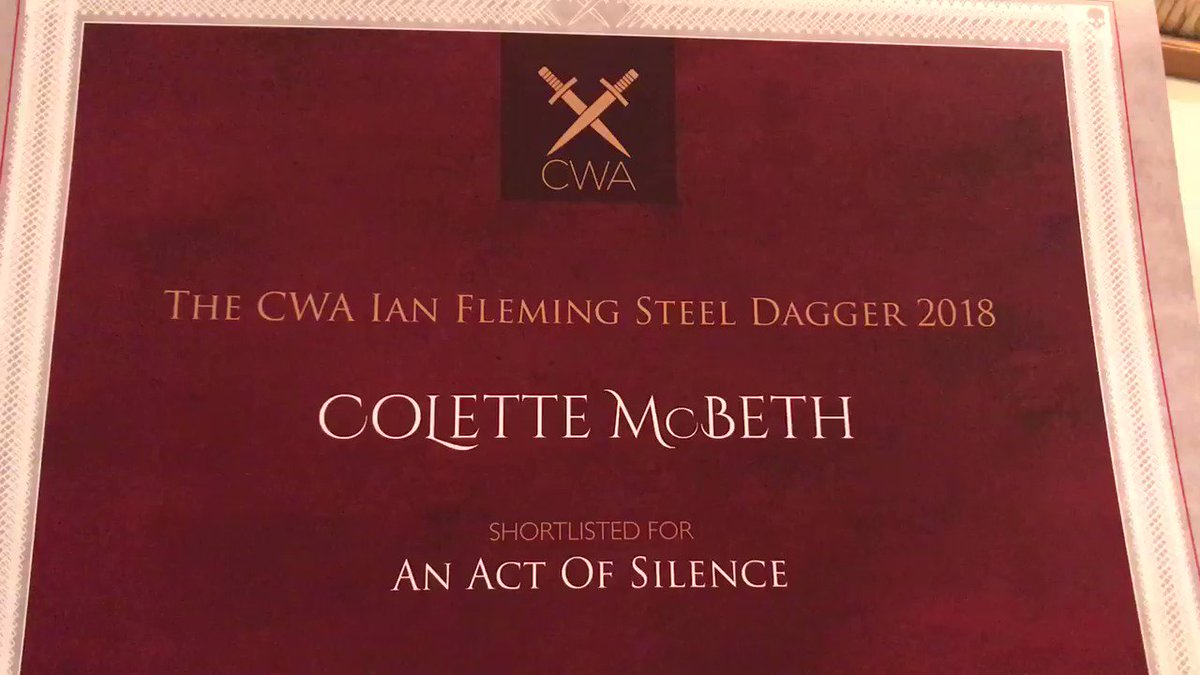 CWA
THE CWA IAN FLEMING STEEL DAGGER 2018
COLETTE McBETH
SHORTLISTED FOR
AN ACT OF SILENCE